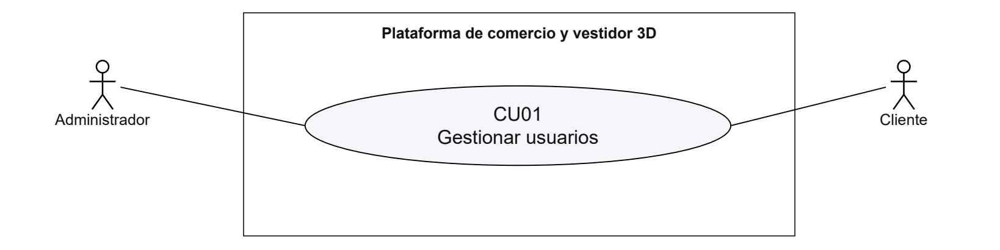 Plataforma de comercio y vestidor 3D
Administrador
CU01
Gestionar usuarios
Cliente